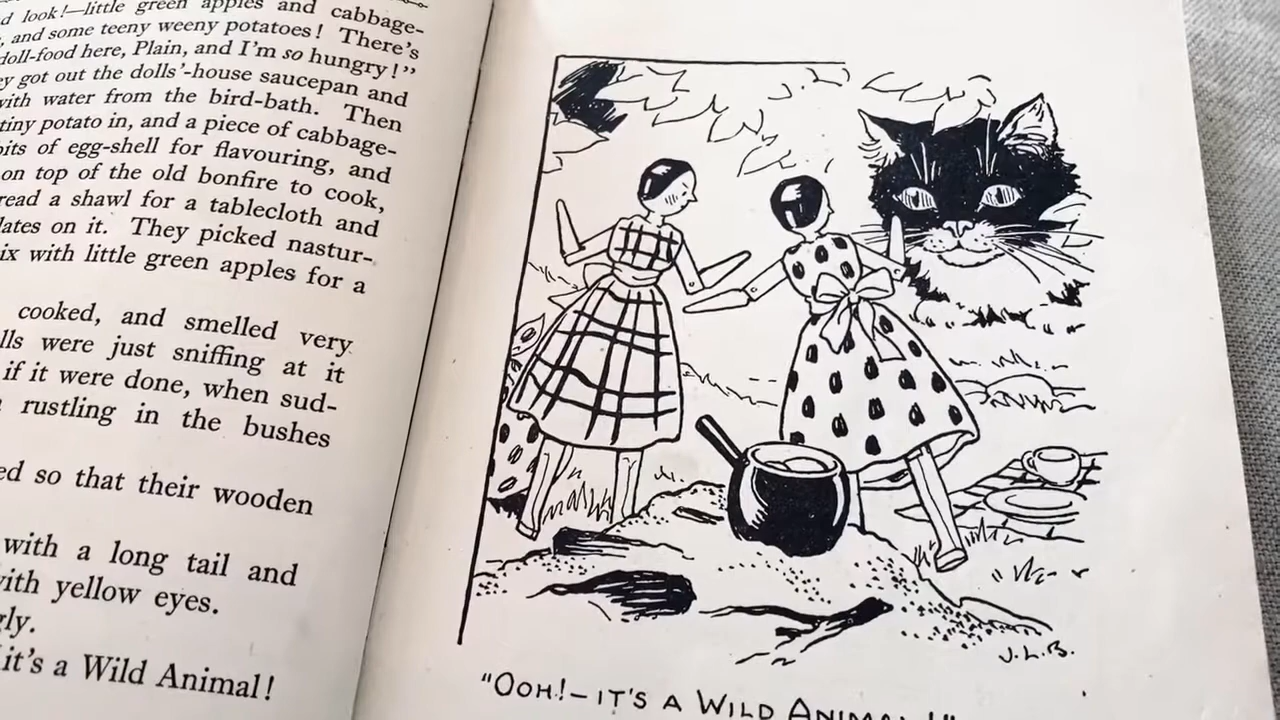 look!—little green apples and cabbage-
and some teeny weeny potatoes! There's
doll-food here, Plain, and I'm so hungry!”
got out the dolls'-house saucepan and
with water from the bird-bath. Then
tiny potato in, and a piece of cabbage-
bits of egg-shell for flavouring, and
on top of the old bonfire to cook,
read a shawl for a tablecloth and
lates on it. They picked nastur-
ix with little green apples for a
cooked, and smelled very
lls were just sniffing at it
if it were done, when sud-
rustling in the bushes
ed so that their wooden
with a long tail and
with yellow eyes.
gly.
it's a Wild Animal!
J.L.B.
“OOH!—IT'S A WILD ANIMAL!”